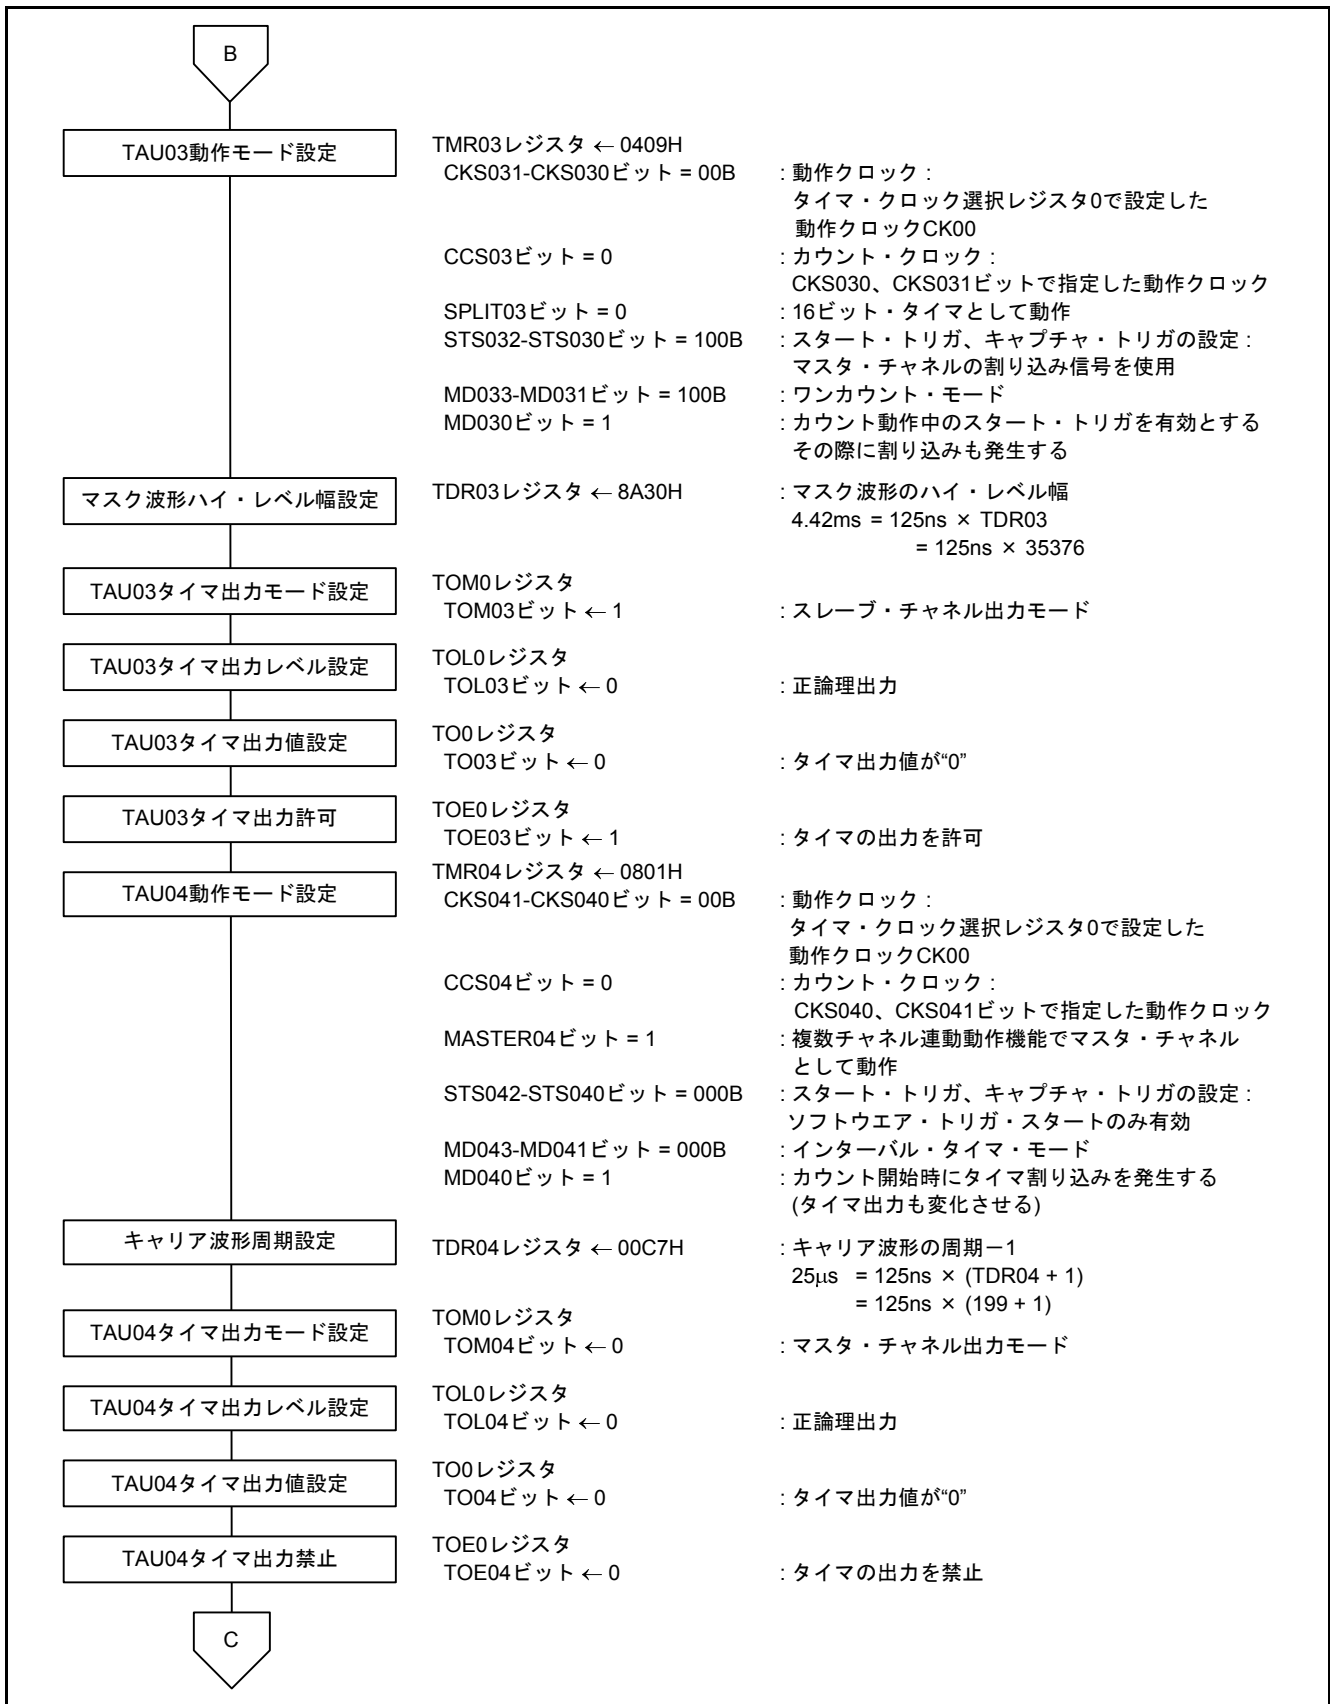 B
TAU03動作モード設定
TMR03レジスタ ← 0409H
CKS031-CKS030ビット = 00B : 動作クロック :
タイマ・クロック選択レジスタ0で設定した
動作クロックCK00
CCS03ビット = 0 : カウント・クロック :
CKS030、CKS031ビットで指定した動作クロック
SPLIT03ビット = 0 : 16ビット・タイマとして動作
STS032-STS030ビット = 100B : スタート・トリガ、キャプチャ・トリガの設定 :
マスタ・チャネルの割り込み信号を使用
MD033-MD031ビット = 100B : ワンカウント・モード
MD030ビット = 1 : カウント動作中のスタート・トリガを有効とする
その際に割り込みも発生する
マスク波形ハイ・レベル幅設定
TDR03レジスタ ← 8A30H : マスク波形のハイ・レベル幅
4.42ms = 125ns × TDR03
= 125ns × 35376
TAU03タイマ出力モード設定
TOM0レジスタ
TOM03ビット ← 1 : スレーブ・チャネル出力モード
TAU03タイマ出力レベル設定
TOL0レジスタ
TOL03ビット ← 0 : 正論理出力
TAU03タイマ出力値設定
TO0レジスタ
TO03ビット ← 0 : タイマ出力値が“0”
TAU03タイマ出力許可
TOE0レジスタ
TOE03ビット ← 1 : タイマの出力を許可
TAU04動作モード設定
TMR04レジスタ ← 0801H
CKS041-CKS040ビット = 00B : 動作クロック :
タイマ・クロック選択レジスタ0で設定した
動作クロックCK00
CCS04ビット = 0 : カウント・クロック :
CKS040、CKS041ビットで指定した動作クロック
MASTER04ビット = 1 : 複数チャネル連動動作機能でマスタ・チャネル
として動作
STS042-STS040ビット = 000B : スタート・トリガ、キャプチャ・トリガの設定 :
ソフトウエア・トリガ・スタートのみ有効
MD043-MD041ビット = 000B : インターバル・タイマ・モード
MD040ビット = 1 : カウント開始時にタイマ割り込みを発生する
(タイマ出力も変化させる)
キャリア波形周期設定
TDR04レジスタ ← 00C7H : キャリア波形の周期−1
25μs = 125ns × (TDR04 + 1)
= 125ns × (199 + 1)
TAU04タイマ出力モード設定
TOM0レジスタ
TOM04ビット ← 0 : マスタ・チャネル出力モード
TAU04タイマ出力レベル設定
TOL0レジスタ
TOL04ビット ← 0 : 正論理出力
TAU04タイマ出力値設定
TO0レジスタ
TO04ビット ← 0 : タイマ出力値が“0”
TAU04タイマ出力禁止
TOE0レジスタ
TOE04ビット ← 0 : タイマの出力を禁止
C